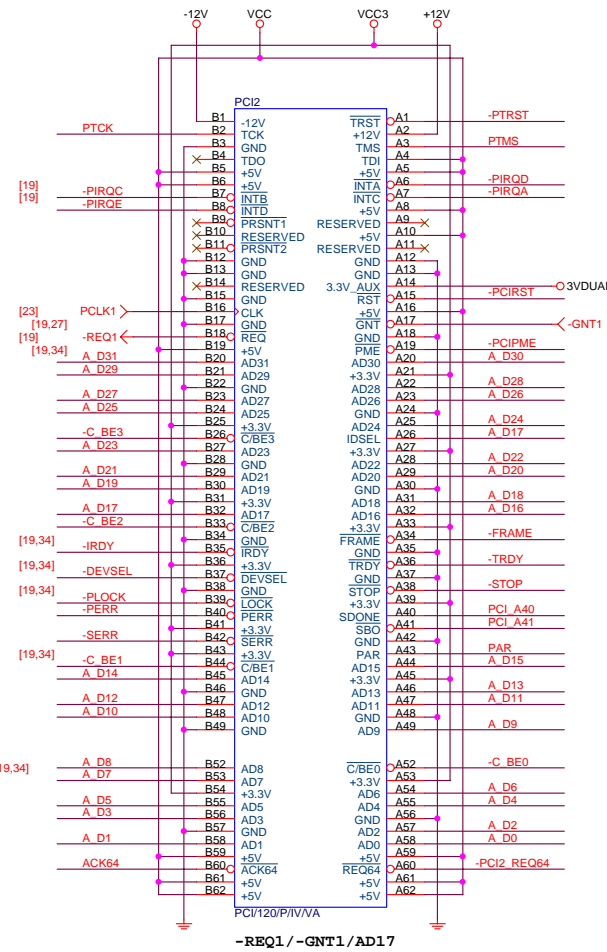 -12V VCC VCC3 +12V
PCI2
B1 -12V TRST A1 -PTRST
PTCK B2 TCK +12V A2
B3 GND TMS A3 PTMS
B4 TDO TDI A4
B5 +5V +5V A5
[19] B6 +5V INTA A6 -PIRQD
[19] -PIRQC B7 INTB INTC A7 -PIRQA
-PIRQE B8 INTD +5V A8
B9 PRSNT1 RESERVED A9
B10 RESERVED +5V A10
B11 PRSNT2 RESERVED A11
B12 GND GND A12
B13 GND GND A13
B14 RESERVED 3.3V_AUX A14 3VDUAL
B15 GND RST A15 -PCIRST
[23] PCLK1 B16 CLK +5V A16
[19,27] B17 GND GNT A17 -GNT1
[19] -REQ1 B18 REQ GND A18
[19,34] B19 +5V PME A19 -PCIPME
A_D31 B20 AD31 AD30 A20 A_D30
A_D29 B21 AD29 +3.3V A21
B22 GND AD28 A22 A_D28
A_D27 B23 AD27 AD26 A23 A_D26
A_D25 B24 AD25 GND A24
B25 +3.3V AD24 A25 A_D24
-C_BE3 B26 C/BE3 IDSEL A26 A_D17
A_D23 B27 AD23 +3.3V A27
B28 GND AD22 A28 A_D22
A_D21 B29 AD21 AD20 A29 A_D20
A_D19 B30 AD19 GND A30
B31 +3.3V AD18 A31 A_D18
A_D17 B32 AD17 AD16 A32 A_D16
-C_BE2 B33 C/BE2 +3.3V A33
[19,34] B34 GND FRAME A34 -FRAME
-IRDY B35 IRDY GND A35
[19,34] B36 +3.3V TRDY A36 -TRDY
-DEVSEL B37 DEVSEL GND A37
[19,34] B38 GND STOP A38 -STOP
-PLOCK B39 LOCK +3.3V A39
-PERR B40 PERR SDONE A40 PCI_A40
B41 +3.3V SBO A41 PCI_A41
-SERR B42 SERR GND A42
[19,34] B43 +3.3V PAR A43 PAR
-C_BE1 B44 C/BE1 AD15 A44 A_D15
A_D14 B45 AD14 +3.3V A45
B46 GND AD13 A46 A_D13
A_D12 B47 AD12 AD11 A47 A_D11
A_D10 B48 AD10 GND A48
B49 GND AD9 A49 A_D9
19,34] A_D8 B52 AD8 C/BE0 A52 -C_BE0
A_D7 B53 AD7 +3.3V A53
B54 +3.3V AD6 A54 A_D6
A_D5 B55 AD5 AD4 A55 A_D4
A_D3 B56 AD3 GND A56
B57 GND AD2 A57 A_D2
A_D1 B58 AD1 AD0 A58 A_D0
B59 +5V +5V A59
ACK64 B60 ACK64 REQ64 A60 -PCI2_REQ64
B61 +5V +5V A61
B62 +5V +5V A62
PCI/120/P/IV/VA
-REQ1/-GNT1/AD17